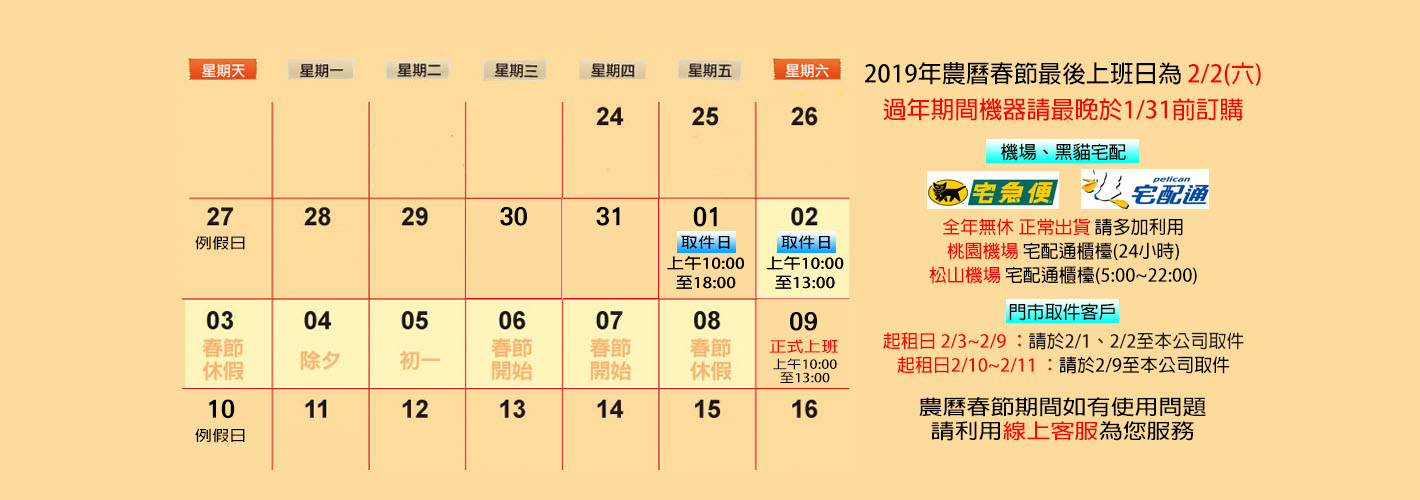 星期天 星期一 星期二 星期三 星期四 星期五 星期六
24 25 26
27 28 29 30 31 01 02
例假日 取件日 取件日
上午10:00 上午10:00
至18:00 至13:00
03 04 05 06 07 08 09
春節 除夕 初一 春節 春節 春節 正式上班
休假 開始 開始 休假 上午10:00
至13:00
10 11 12 13 14 15 16
例假日
2019年農曆春節最後上班日為 2/2(六)
過年期間機器請最晚於1/31前訂購
機場、黑貓宅配
宅急便 pelican 宅配通
全年無休 正常出貨 請多加利用
桃園機場 宅配通櫃檯(24小時)
松山機場 宅配通櫃檯(5:00~22:00)
門市取件客戶
起租日 2/3~2/9 ：請於2/1、2/2至本公司取件
起租日2/10~2/11 ：請於2/9至本公司取件
農曆春節期間如有使用問題
請利用線上客服為您服務